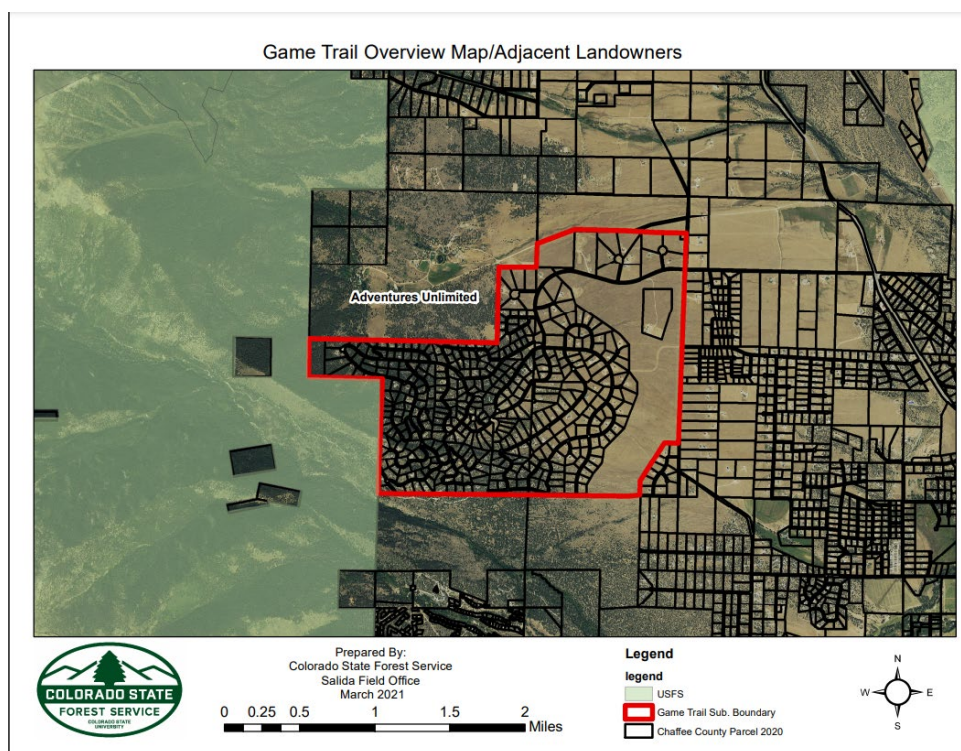 Game Trail Overview Map/Adjacent Landowners
Adventures Unlimited
COLORADO STATE
FOREST SERVICE
COLORADO STATE
UNIVERSITY
Prepared By:
Colorado State Forest Service
Salida Field Office
March 2021
0 0.25 0.5 1 1.5 2
Miles
Legend
legend
USFS
Game Trail Sub. Boundary
Chaffee County Parcel 2020
N
W E
S